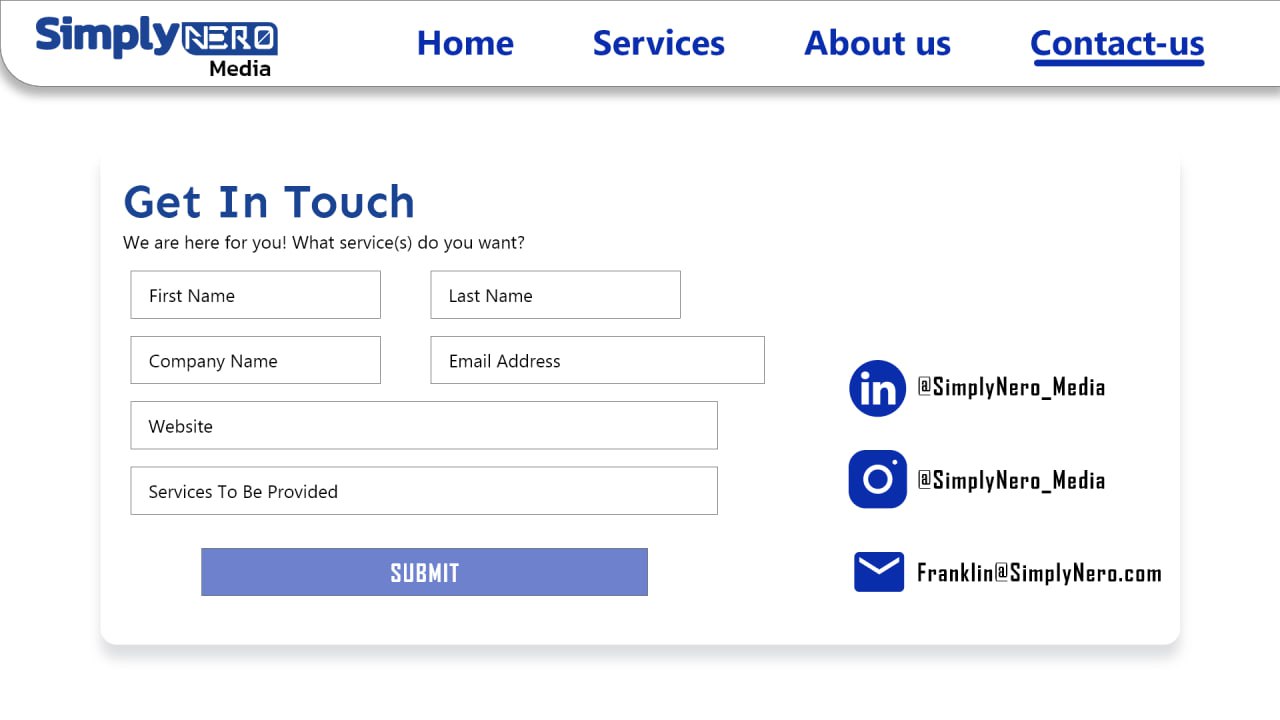 Simply NERO
Media
Home Services About us Contact-us
Get In Touch
We are here for you! What service(s) do you want?
First Name Last Name
Company Name Email Address
Website
Services To Be Provided
SUBMIT
in @SimplyNero_Media
@SimplyNero_Media
Franklin@SimplyNero.com